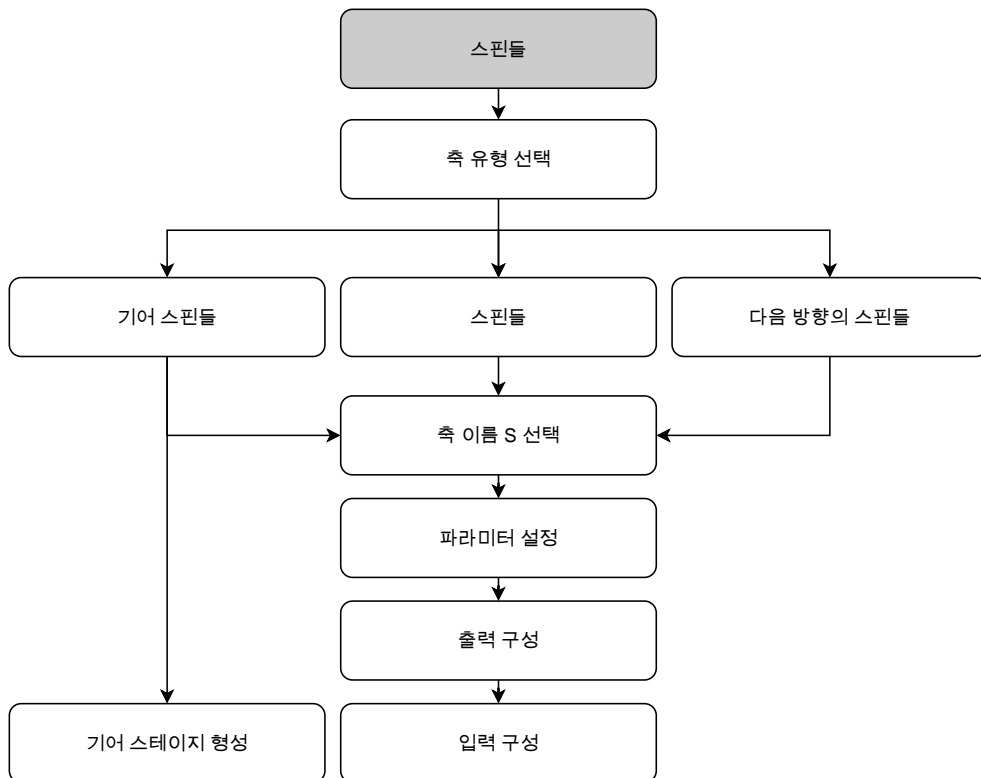 스핀들
축 유형 선택
기어 스핀들
스핀들
다음 방향의 스핀들
축 이름 S 선택
파라미터 설정
출력 구성
기어 스테이지 형성
입력 구성